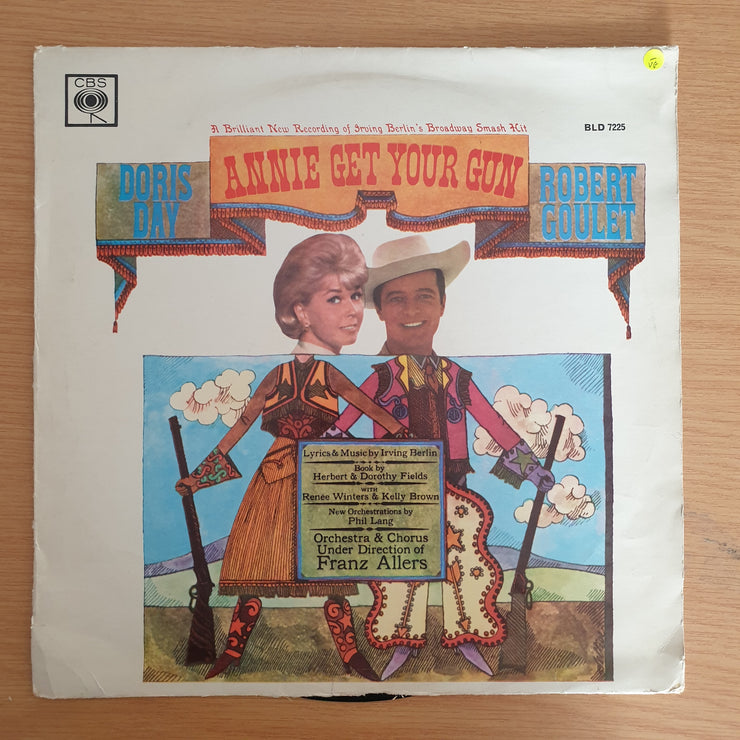 CBS
A Brilliant New Recording of Irving Berlin's Broadway Smash Hit
BLD 7225
DORIS DAY
ANNIE GET YOUR GUN
ROBERT GOULET
Lyrics & Music by Irving Berlin
Book by
Herbert & Dorothy Fields
WITH
Renée Winters & Kelly Brown
New Orchestrations by
Phil Lang
Orchestra & Chorus
Under Direction of
Franz Allers